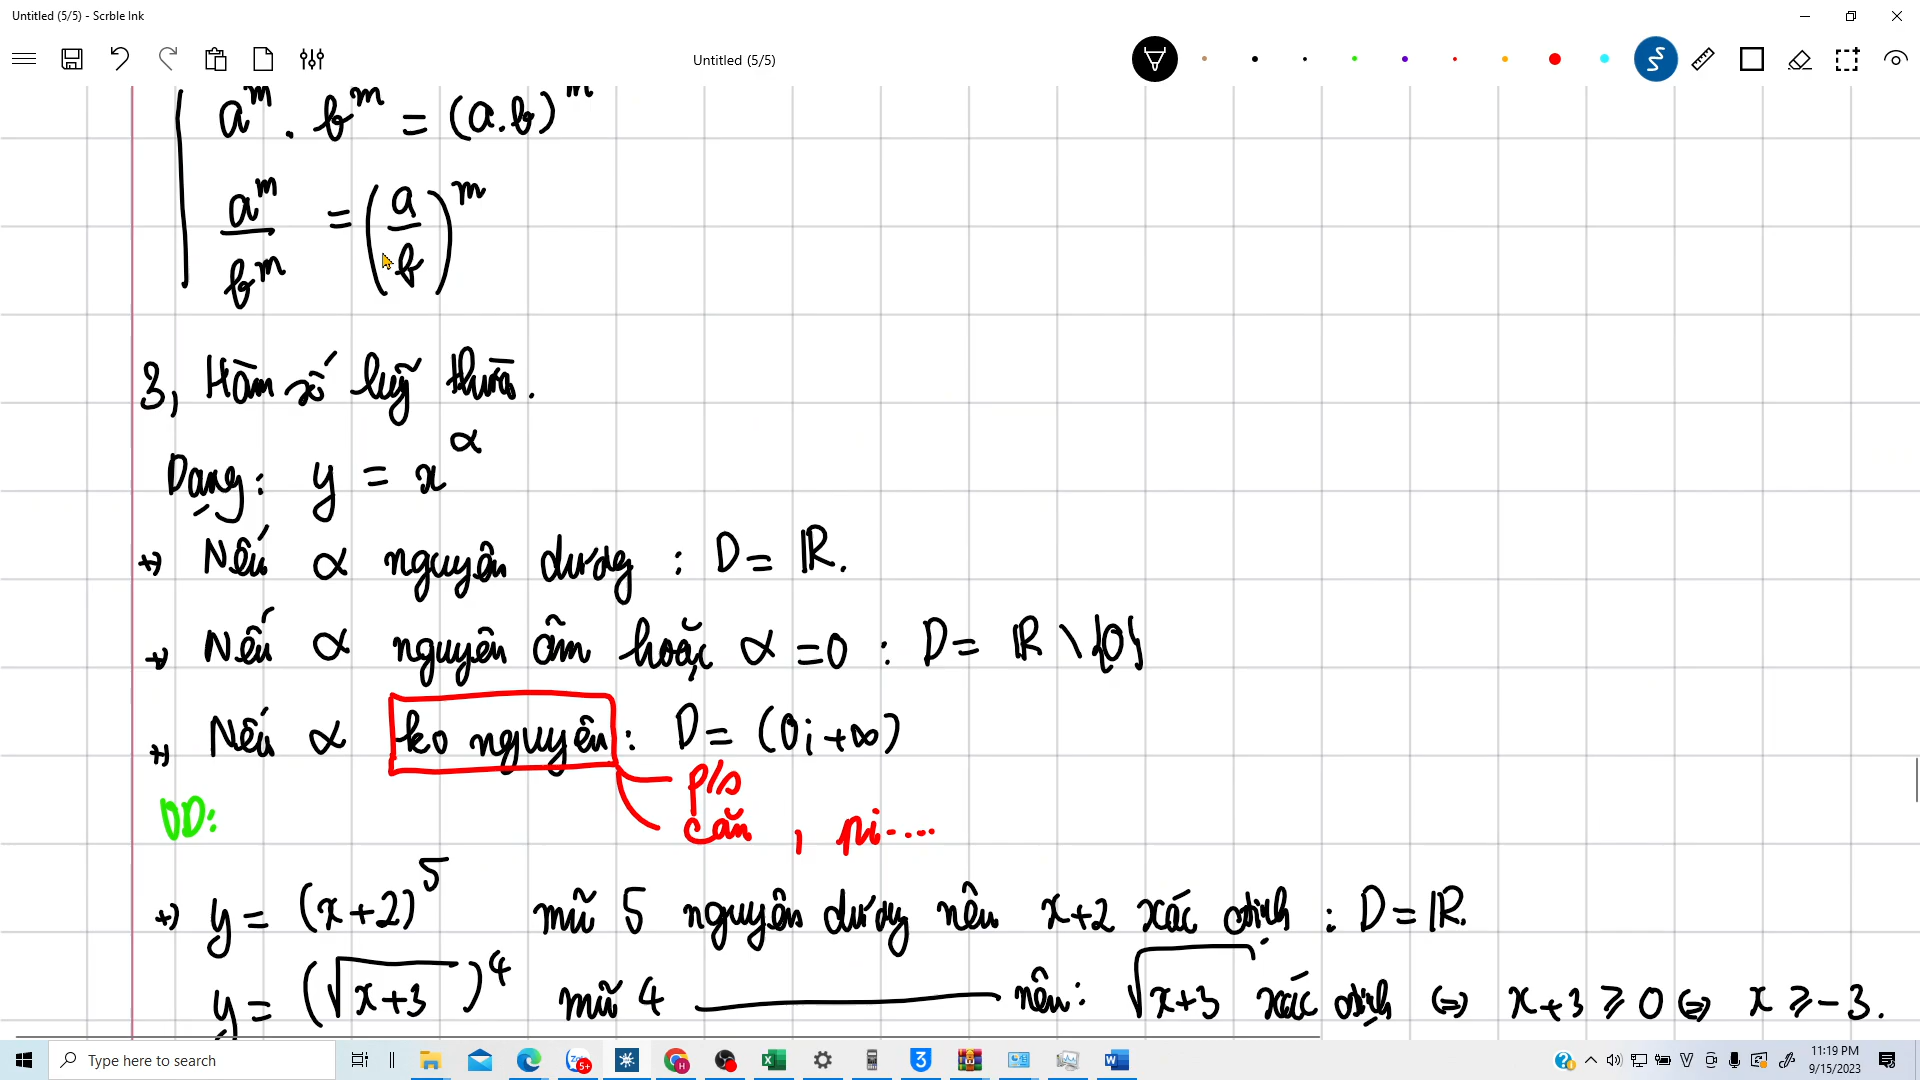 Untitled (5/5) - Scrble Ink
Untitled (5/5)
a^m . b^m = (a.b)^m
a^m / b^m = (a/b)^m
3, Hàm số luỹ thừa.
Dạng: y = x^α
+) Nếu α nguyên dương : D = ℝ.
+) Nếu α nguyên âm hoặc α = 0 : D = ℝ \ {0}
+) Nếu α ko nguyên : D = (0; +∞)
p/s
căn , pi....
VD:
+) y = (x+2)^5 mũ 5 nguyên dương nên x+2 xác định : D = ℝ.
y = (√(x+3))^4 mũ 4 ——— nên: √(x+3) xác định ⇔ x+3 ≥ 0 ⇔ x ≥ -3.
Type here to search
11:19 PM
9/15/2023